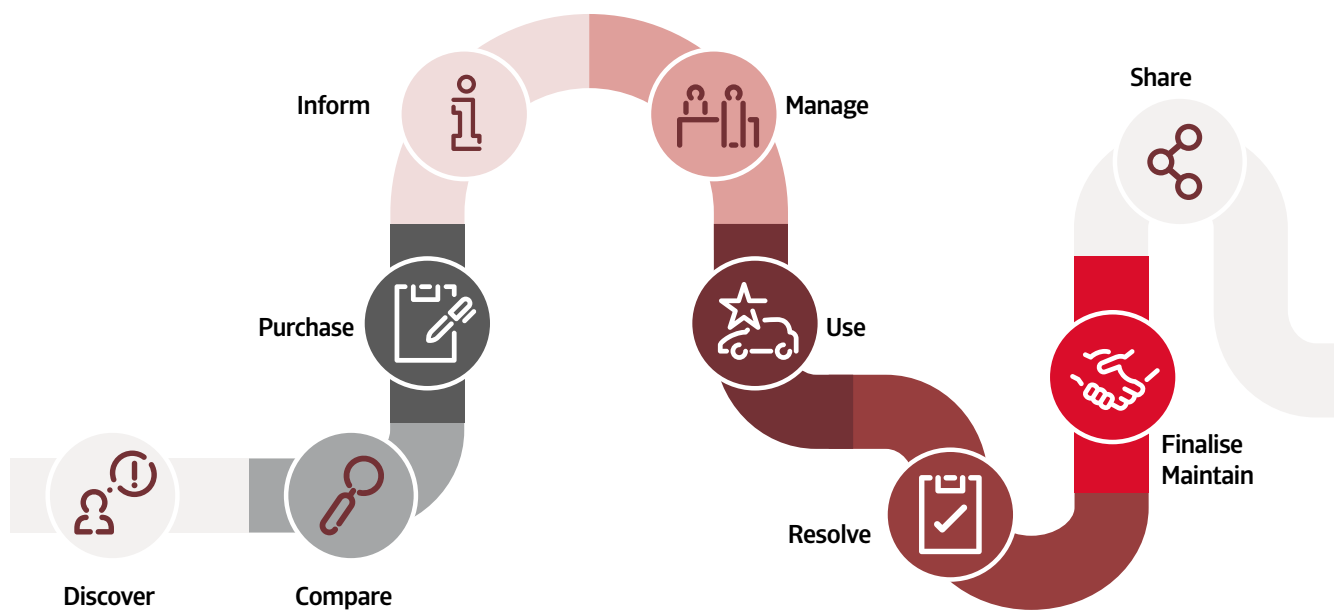 Discover
Compare
Purchase
Inform
Manage
Use
Resolve
Finalise
Maintain
Share